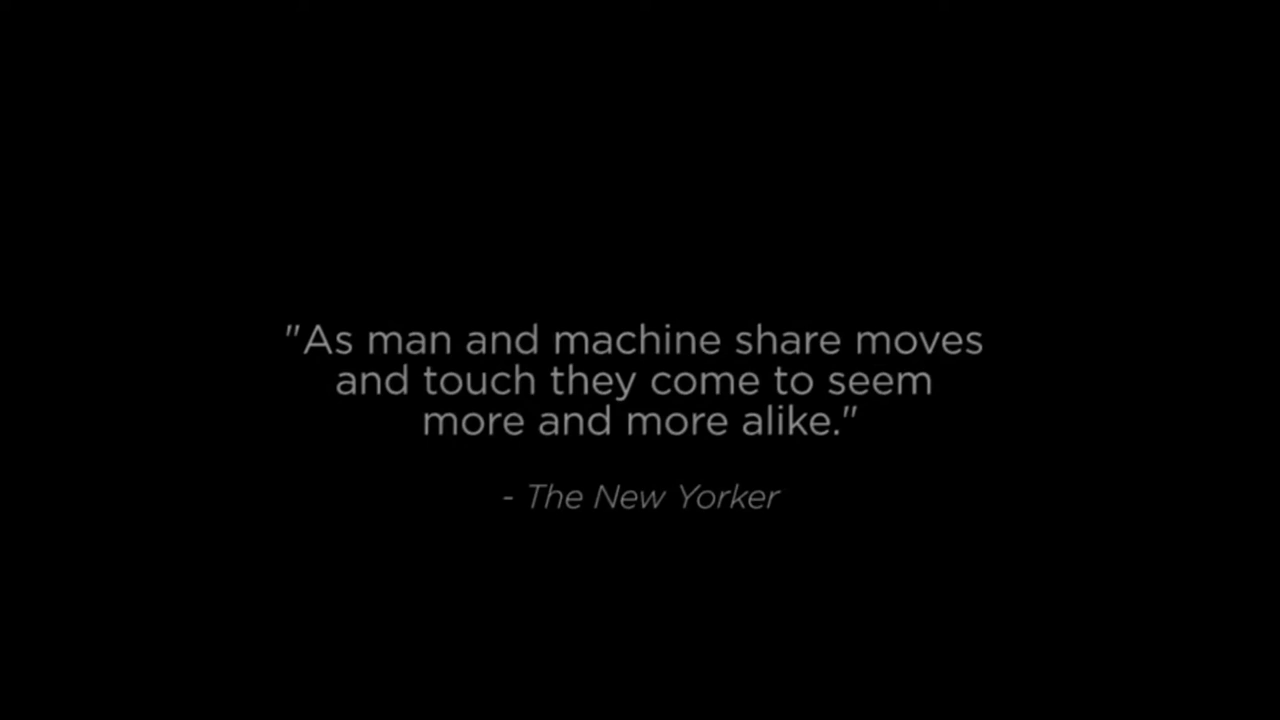 "As man and machine share moves
and touch they come to seem
more and more alike."
- The New Yorker